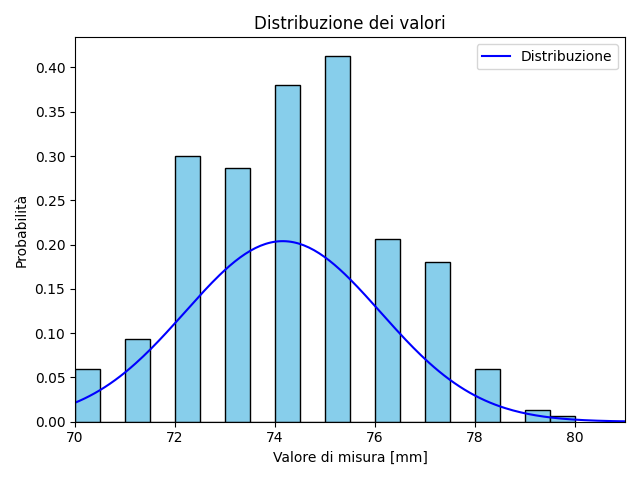 Distribuzione dei valori
Distribuzione
Probabilità
0.40
0.35
0.30
0.25
0.20
0.15
0.10
0.05
0.00
70 72 74 76 78 80
Valore di misura [mm]